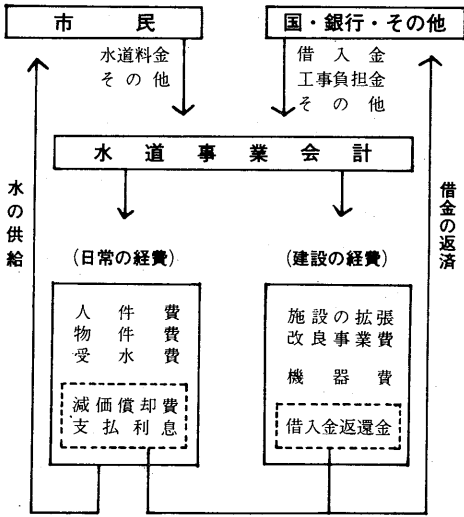 市民
国・銀行・その他
水道料金
その他
借入金
工事負担金
その他
水道事業会計
水の供給
借金の返済
(日常の経費)
(建設の経費)
人件費
物件費
受水費
減価償却費
支払利息
施設の拡張
改良事業費
機器費
借入金返還金